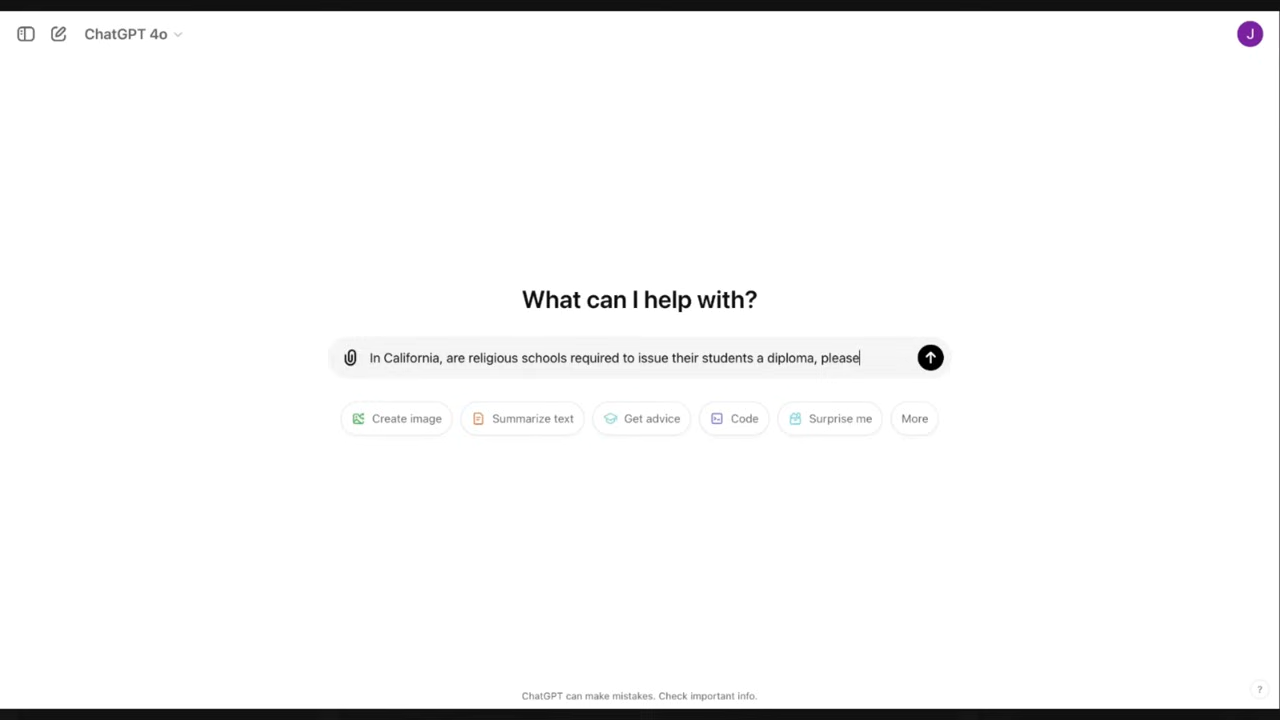 ChatGPT 4o
J
What can I help with?
In California, are religious schools required to issue their students a diploma, please
Create image
Summarize text
Get advice
Code
Surprise me
More
ChatGPT can make mistakes. Check important info.
?